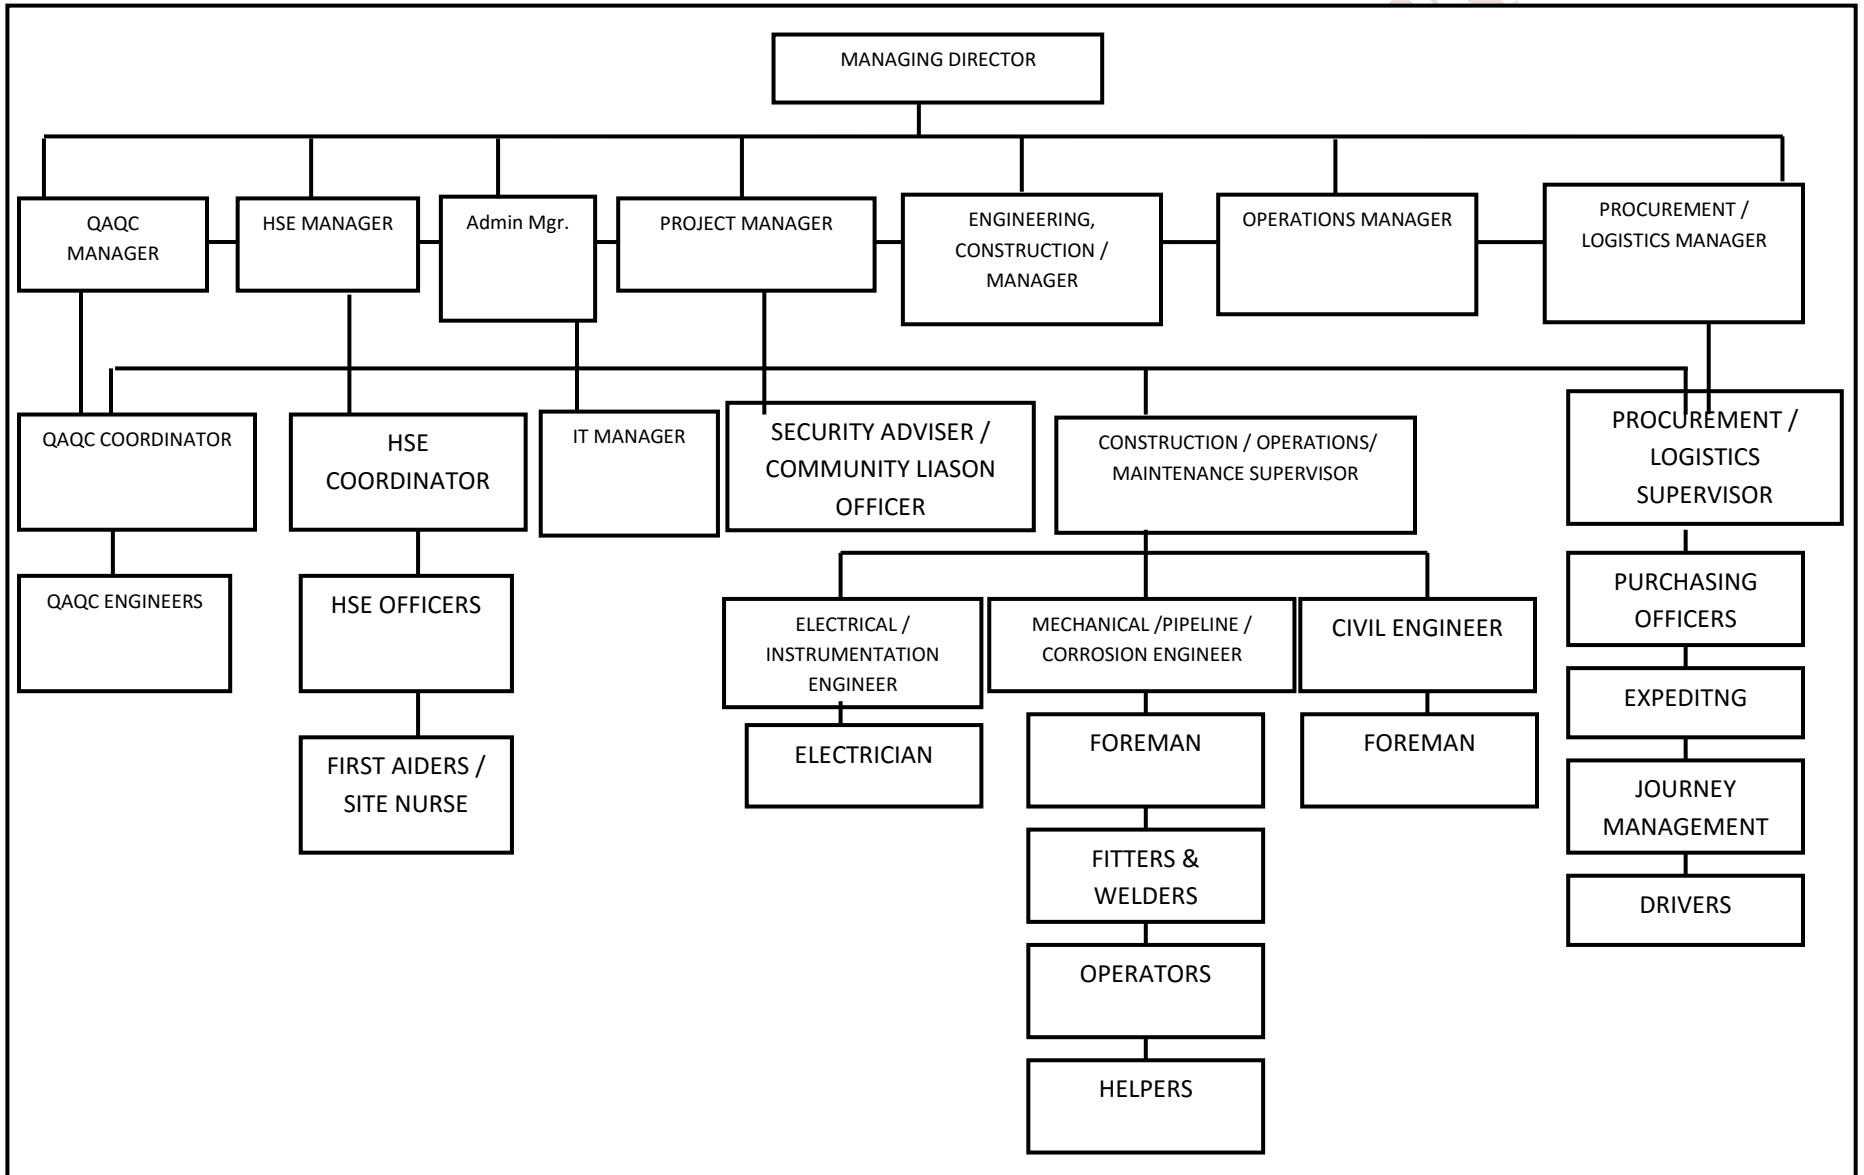 MANAGING DIRECTOR
QAQC
MANAGER
HSE MANAGER
Admin Mgr.
PROJECT MANAGER
ENGINEERING,
CONSTRUCTION /
MANAGER
OPERATIONS MANAGER
PROCUREMENT /
LOGISTICS MANAGER
QAQC COORDINATOR
HSE
COORDINATOR
IT MANAGER
SECURITY ADVISER /
COMMUNITY LIASON
OFFICER
CONSTRUCTION / OPERATIONS/
MAINTENANCE SUPERVISOR
PROCUREMENT /
LOGISTICS
SUPERVISOR
QAQC ENGINEERS
HSE OFFICERS
ELECTRICAL /
INSTRUMENTATION
ENGINEER
MECHANICAL /PIPELINE /
CORROSION ENGINEER
CIVIL ENGINEER
PURCHASING
OFFICERS
EXPEDITNG
FIRST AIDERS /
SITE NURSE
ELECTRICIAN
FOREMAN
FOREMAN
JOURNEY
MANAGEMENT
FITTERS &
WELDERS
DRIVERS
OPERATORS
HELPERS